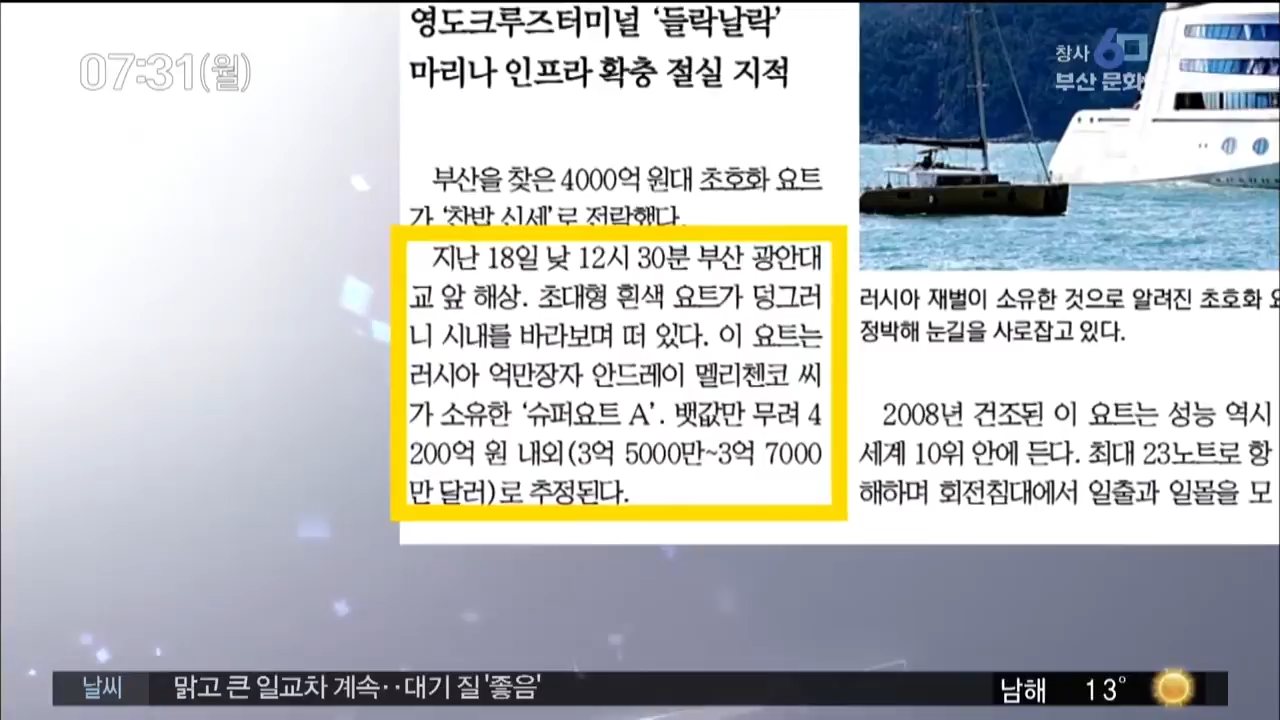 07:31(월)
창사 60
부산 문화
영도크루즈터미널 ‘들락날락’
마리나 인프라 확충 절실 지적
부산을 찾은 4000억 원대 초호화 요트
가 ‘찬밥 신세’로 전락했다.
지난 18일 낮 12시 30분 부산 광안대
교 앞 해상. 초대형 흰색 요트가 덩그러
니 시내를 바라보며 떠 있다. 이 요트는
러시아 억만장자 안드레이 멜리첸코 씨
가 소유한 ‘슈퍼요트 A’. 뱃값만 무려 4
200억 원 내외(3억 5000만~3억 7000
만 달러)로 추정된다.
러시아 재벌이 소유한 것으로 알려진 초호화 요
정박해 눈길을 사로잡고 있다.
2008년 건조된 이 요트는 성능 역시
세계 10위 안에 든다. 최대 23노트로 항
해하며 회전침대에서 일출과 일몰을 모
날씨 맑고 큰 일교차 계속‥대기 질 '좋음' 남해 13°